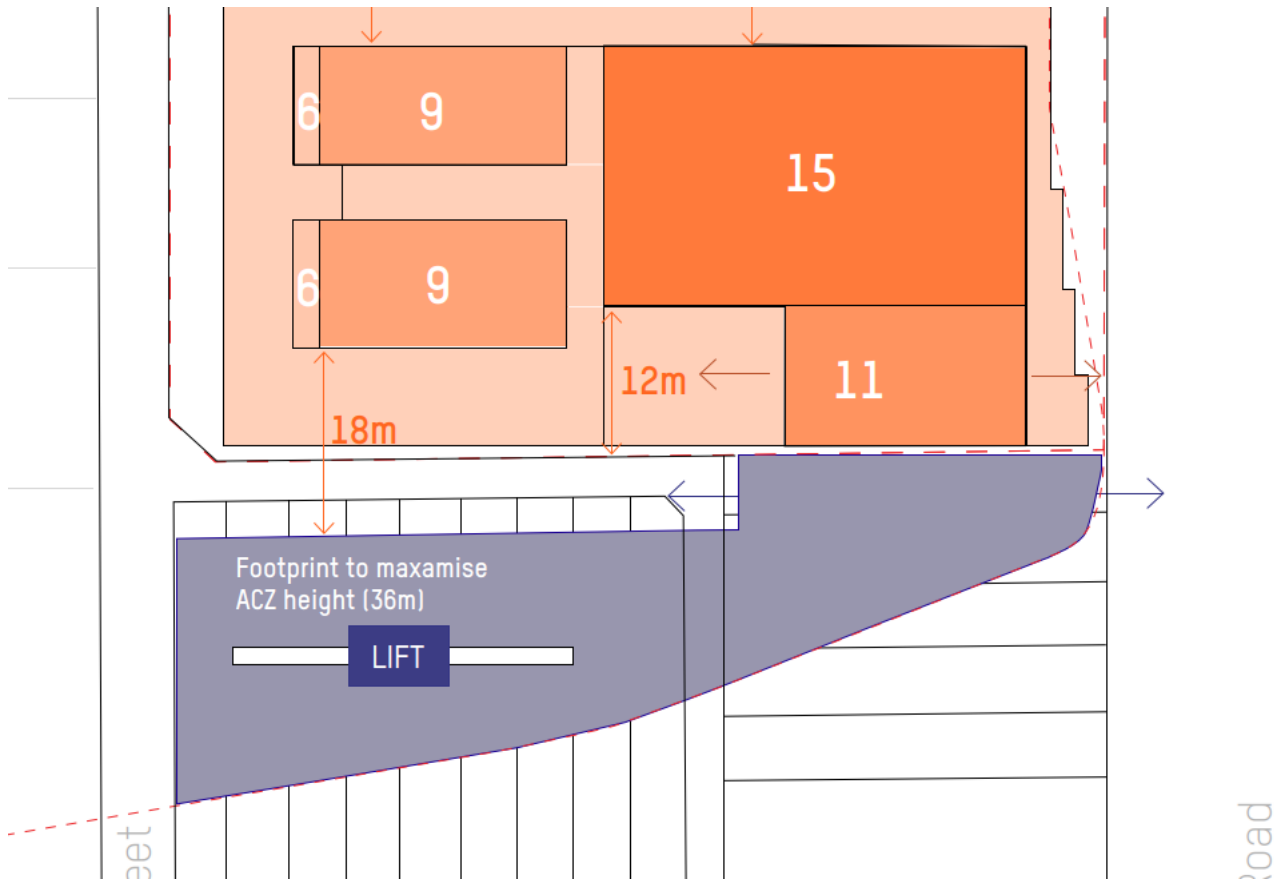 6
9
15
6
9
12m
11
18m
Footprint to maxamise
ACZ height (36m)
LIFT
eet
Road